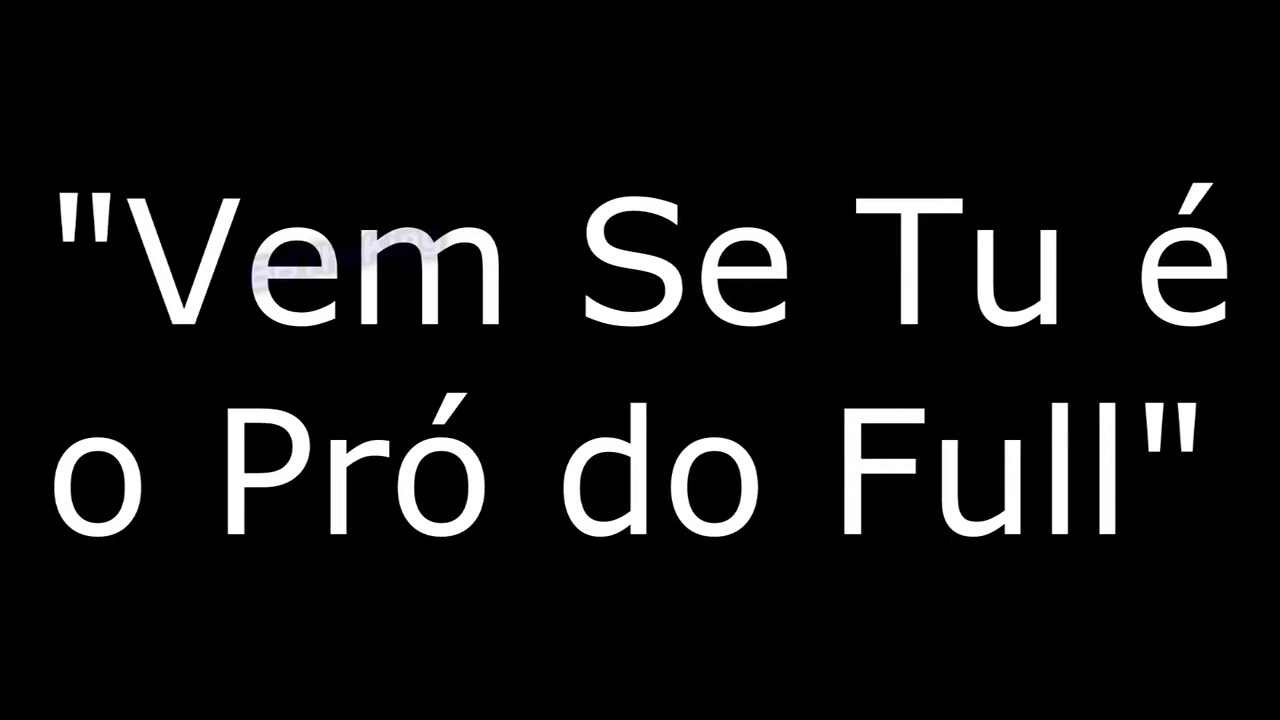 "Vem Se Tu é
o Pró do Full"